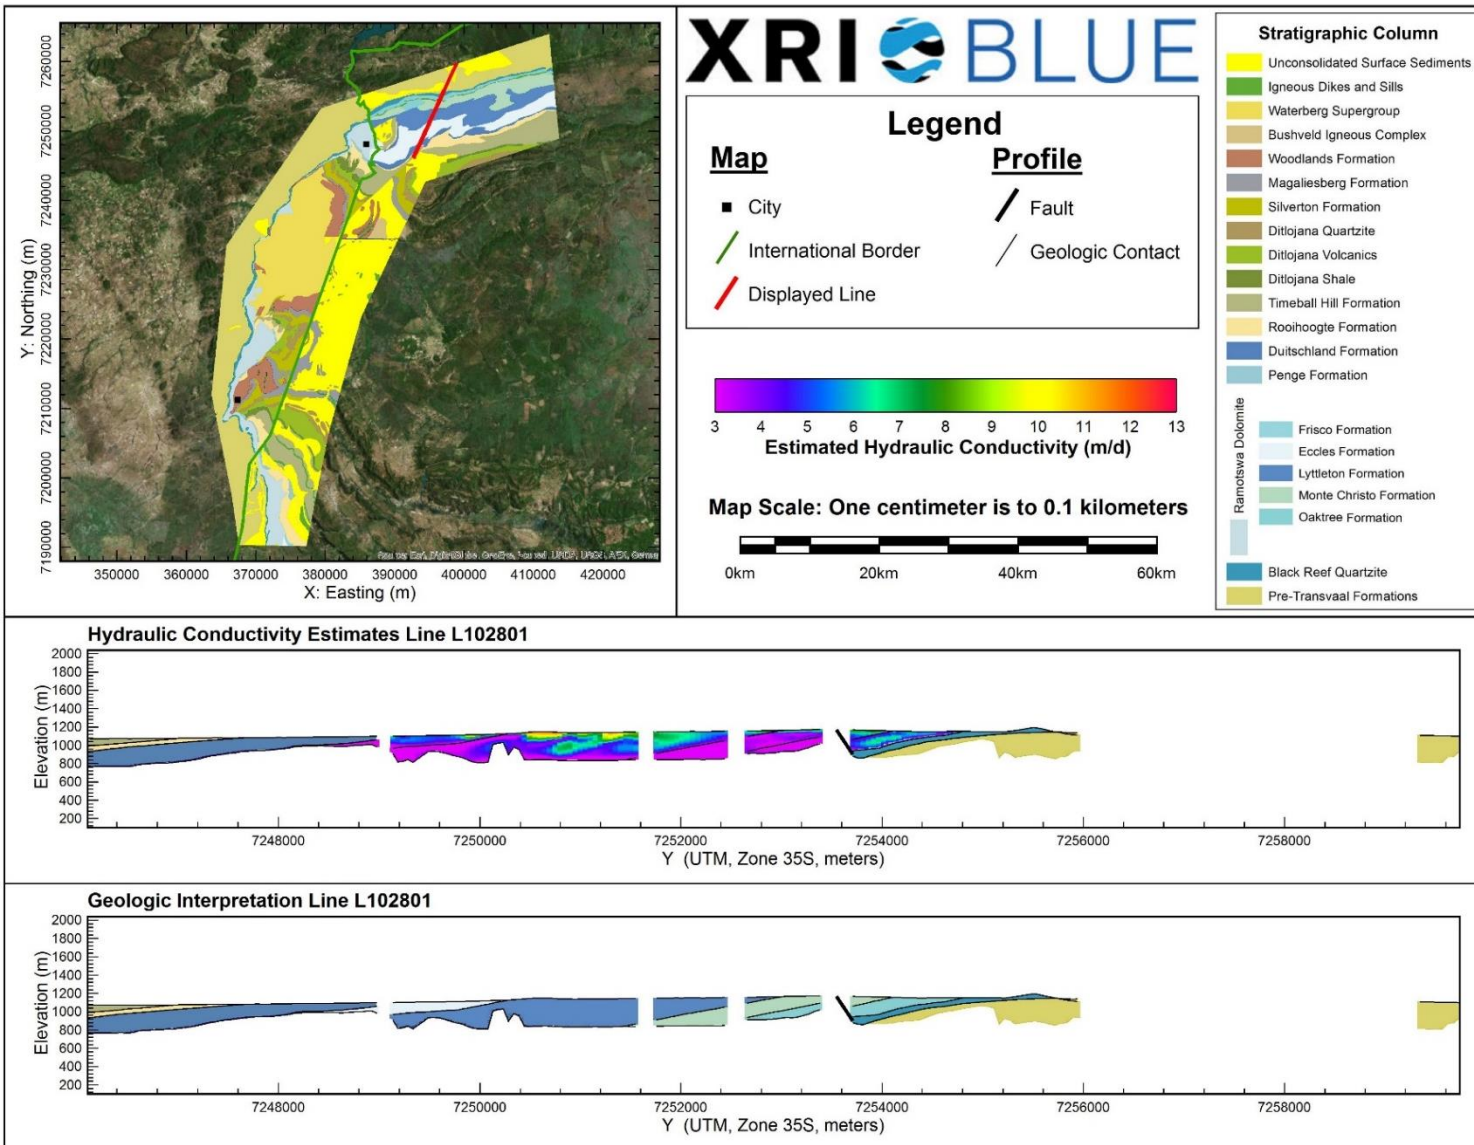 7260000
7250000
7240000
7230000
7220000
7210000
7200000
7190000
Y: Northing (m)
350000 360000 370000 380000 390000 400000 410000 420000
X: Easting (m)
XRI BLUE
Legend
Map
City
International Border
Displayed Line
Profile
Fault
Geologic Contact
3 4 5 6 7 8 9 10 11 12 13
Estimated Hydraulic Conductivity (m/d)
Map Scale: One centimeter is to 0.1 kilometers
0km 20km 40km 60km
Stratigraphic Column
Unconsolidated Surface Sediments
Igneous Dikes and Sills
Waterberg Supergroup
Bushveld Igneous Complex
Woodlands Formation
Magaliesberg Formation
Silverton Formation
Ditlojana Quartzite
Ditlojana Volcanics
Ditlojana Shale
Timeball Hill Formation
Rooihoogte Formation
Duitschland Formation
Penge Formation
Ramotswa Dolomite
Frisco Formation
Eccles Formation
Lyttleton Formation
Monte Christo Formation
Oaktree Formation
Black Reef Quartzite
Pre-Transvaal Formations
Hydraulic Conductivity Estimates Line L102801
Elevation (m)
2000
1800
1600
1400
1200
1000
800
600
400
200
7248000 7250000 7252000 7254000 7256000 7258000
Y (UTM, Zone 35S, meters)
Geologic Interpretation Line L102801
Elevation (m)
2000
1800
1600
1400
1200
1000
800
600
400
200
7248000 7250000 7252000 7254000 7256000 7258000
Y (UTM, Zone 35S, meters)